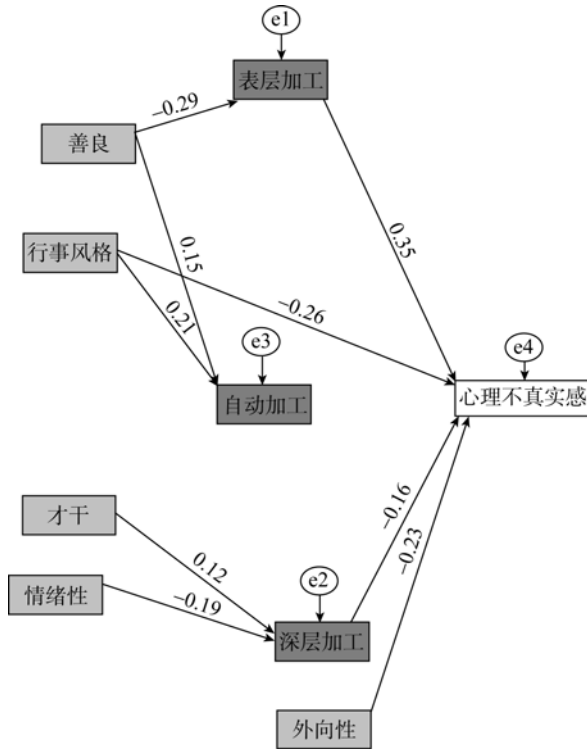 e1
表层加工
−0.29
善良
0.15
0.35
行事风格
−0.26
0.21
e3
e4
自动加工
心理不真实感
才干
−0.16
−0.23
0.12
e2
情绪性
−0.19
深层加工
外向性